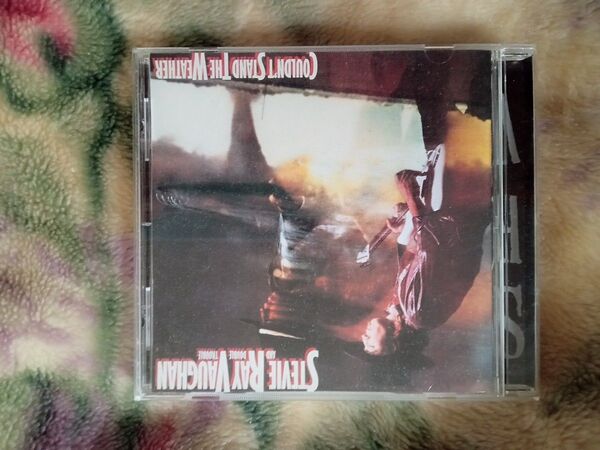 STEVIE RAY VAUGHAN
AND DOUBLE TROUBLE
COULDN'T STAND THE WEATHER